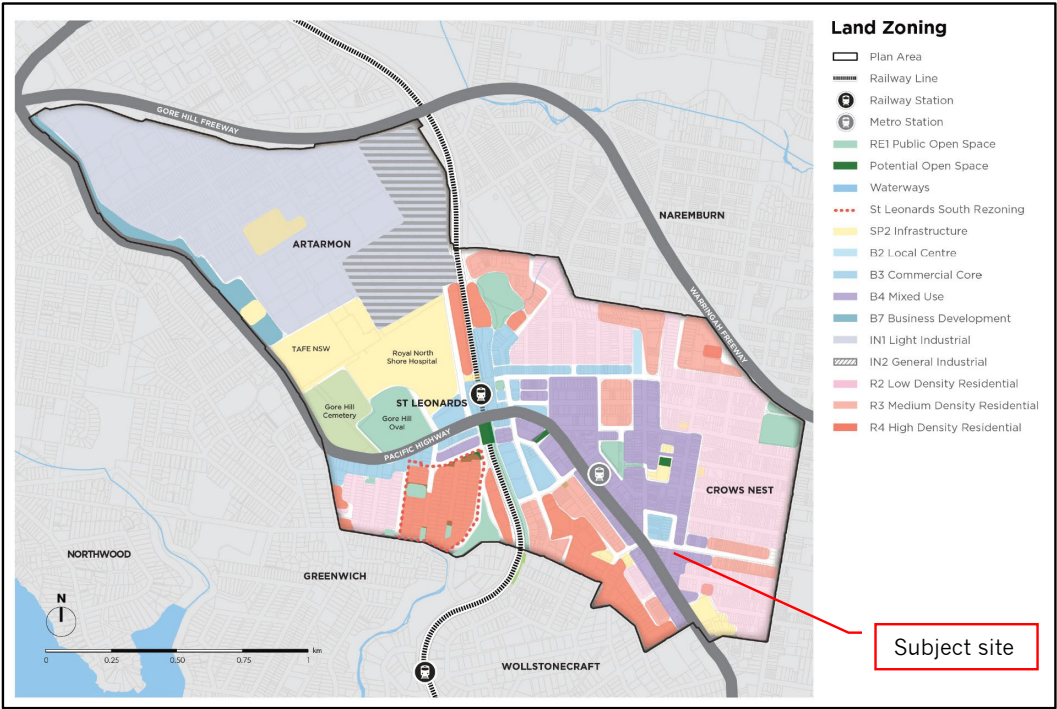 GORE HILL FREEWAY
NAREMBURN
ARTARMON
WARRINGAH FREEWAY
TAFE NSW
Royal North
Shore Hospital
ST LEONARDS
Gore Hill
Cemetery
Gore Hill
Oval
PACIFIC HIGHWAY
CROWS NEST
NORTHWOOD
GREENWICH
N
km
0 0.25 0.50 0.75 1
WOLLSTONECRAFT
Land Zoning
Plan Area
Railway Line
Railway Station
Metro Station
RE1 Public Open Space
Potential Open Space
Waterways
St Leonards South Rezoning
SP2 Infrastructure
B2 Local Centre
B3 Commercial Core
B4 Mixed Use
B7 Business Development
IN1 Light Industrial
IN2 General Industrial
R2 Low Density Residential
R3 Medium Density Residential
R4 High Density Residential
Subject site